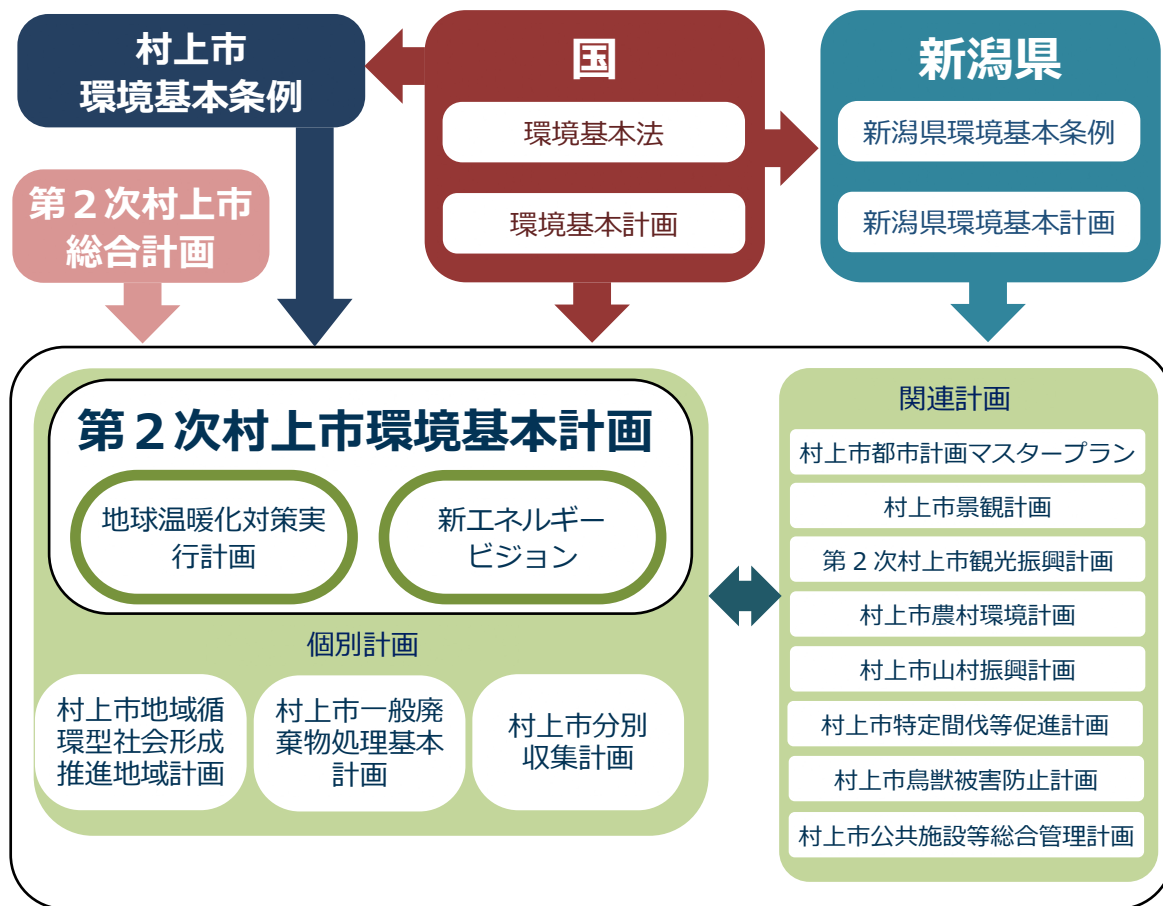 村上市
環境基本条例
国
環境基本法
環境基本計画
新潟県
新潟県環境基本条例
新潟県環境基本計画
第２次村上市
総合計画
第２次村上市環境基本計画
地球温暖化対策実
行計画
新エネルギー
ビジョン
個別計画
村上市地域循
環型社会形成
推進地域計画
村上市一般廃
棄物処理基本
計画
村上市分別
収集計画
関連計画
村上市都市計画マスタープラン
村上市景観計画
第２次村上市観光振興計画
村上市農村環境計画
村上市山村振興計画
村上市特定間伐等促進計画
村上市鳥獣被害防止計画
村上市公共施設等総合管理計画